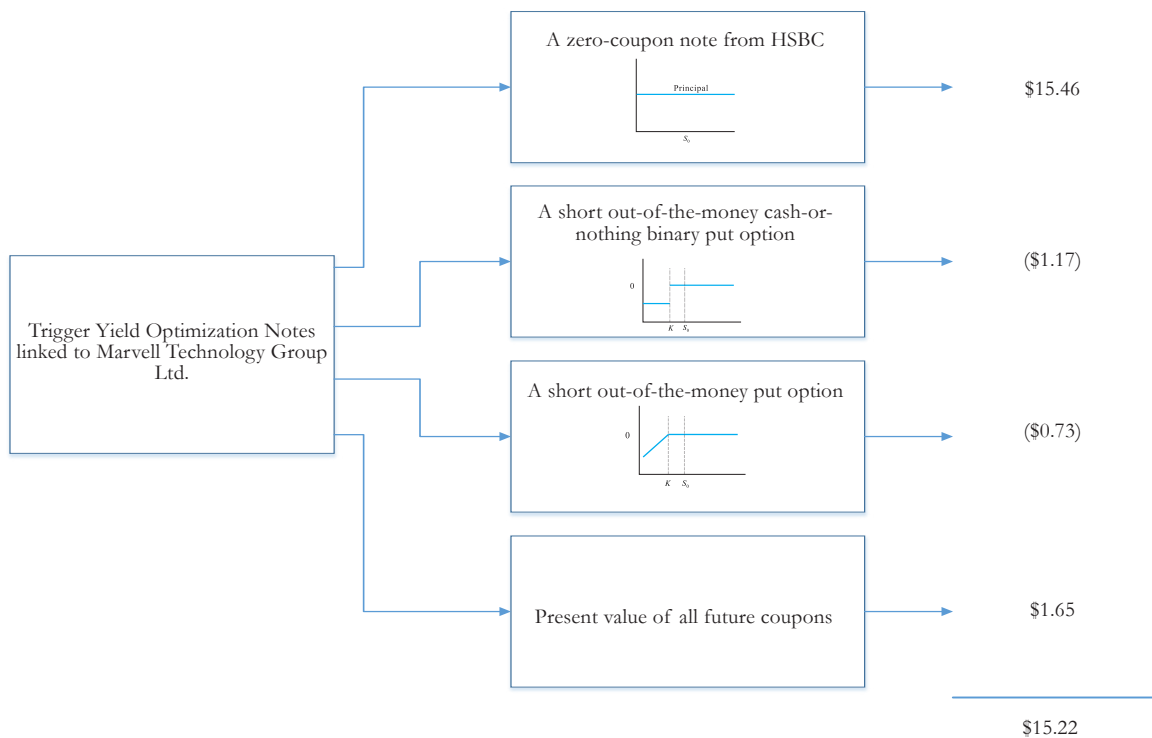 A zero-coupon note from HSBC
Principal
S₀
$15.46
A short out-of-the-money cash-or-
nothing binary put option
0
K
S₀
($1.17)
Trigger Yield Optimization Notes
linked to Marvell Technology Group
Ltd.
A short out-of-the-money put option
0
K
S₀
($0.73)
Present value of all future coupons
$1.65
$15.22